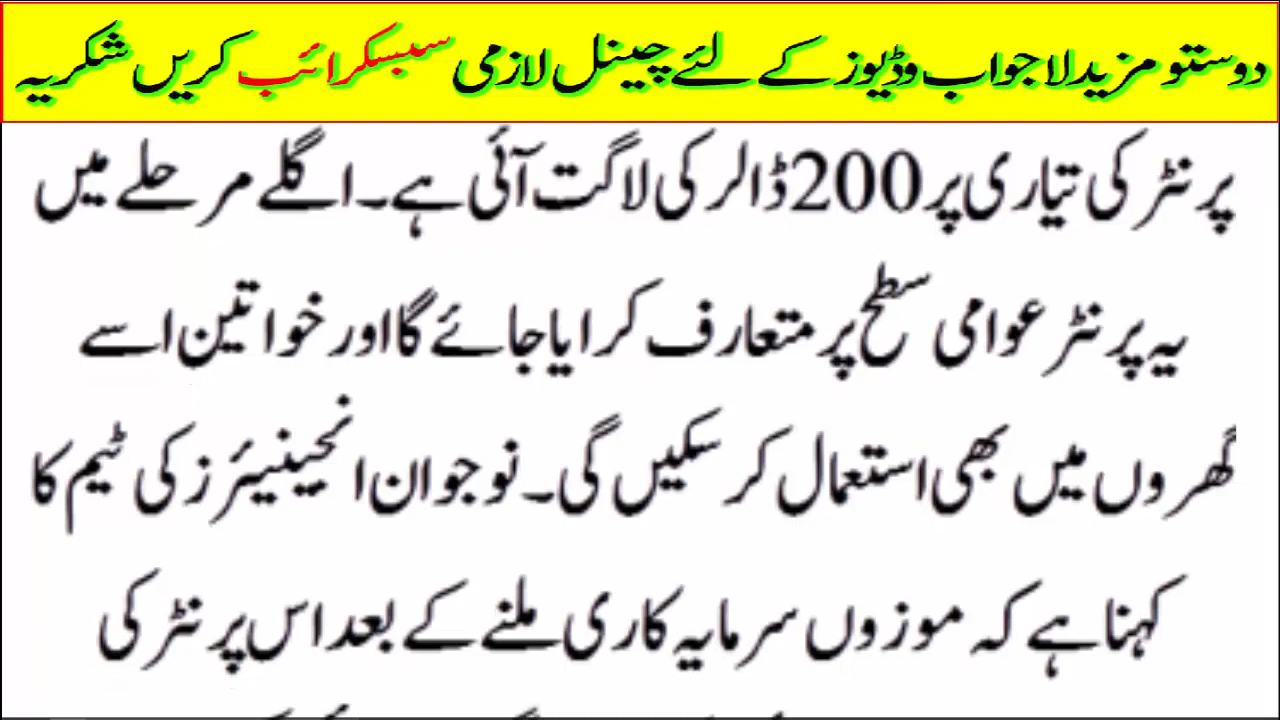 دوستو مزید لاجواب وڈیوز کے لئے چینل لازمی سبسکرائب کریں شکریہ
پرنٹر کی تیاری پر 200 ڈالر کی لاگت آئی ہے۔ اگلے مرحلے میں
یہ پرنٹر عوامی سطح پر متعارف کرایا جائے گا اور خواتین اسے
گھروں میں بھی استعمال کر سکیں گی۔ نوجوان انجینیئرز کی ٹیم کا
کہنا ہے کہ موزوں سرمایہ کاری ملنے کے بعد اس پرنٹر کی